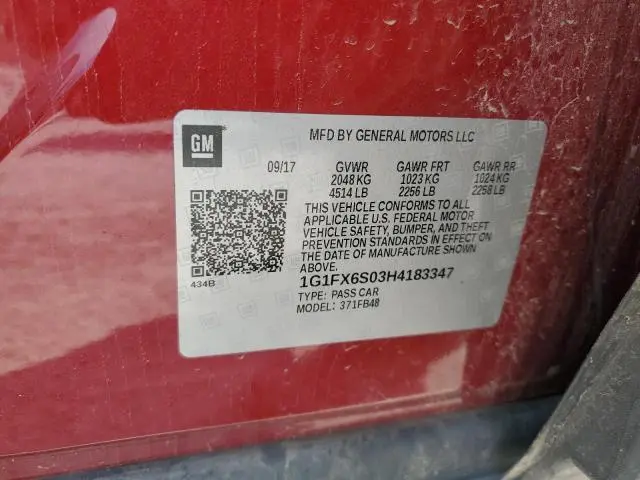 GM
MFD BY GENERAL MOTORS LLC
09/17 GVWR GAWR FRT GAWR RR
2048 KG 1023 KG 1024 KG
4514 LB 2256 LB 2258 LB
THIS VEHICLE CONFORMS TO ALL
APPLICABLE U.S. FEDERAL MOTOR
VEHICLE SAFETY, BUMPER, AND THEFT
PREVENTION STANDARDS IN EFFECT ON
THE DATE OF MANUFACTURE SHOWN
ABOVE.
434B
1G1FX6S03H4183347
TYPE: PASS CAR
MODEL: 371FB48